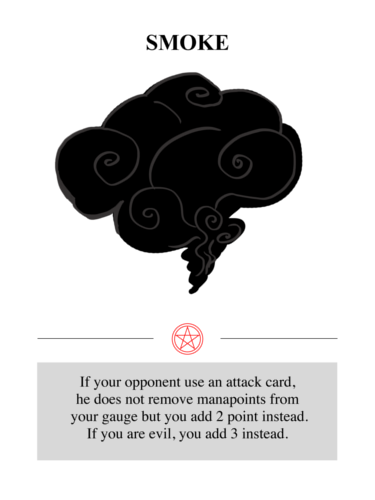 SMOKE
If your opponent use an attack card,
he does not remove manapoints from
your gauge but you add 2 point instead.
If you are evil, you add 3 instead.